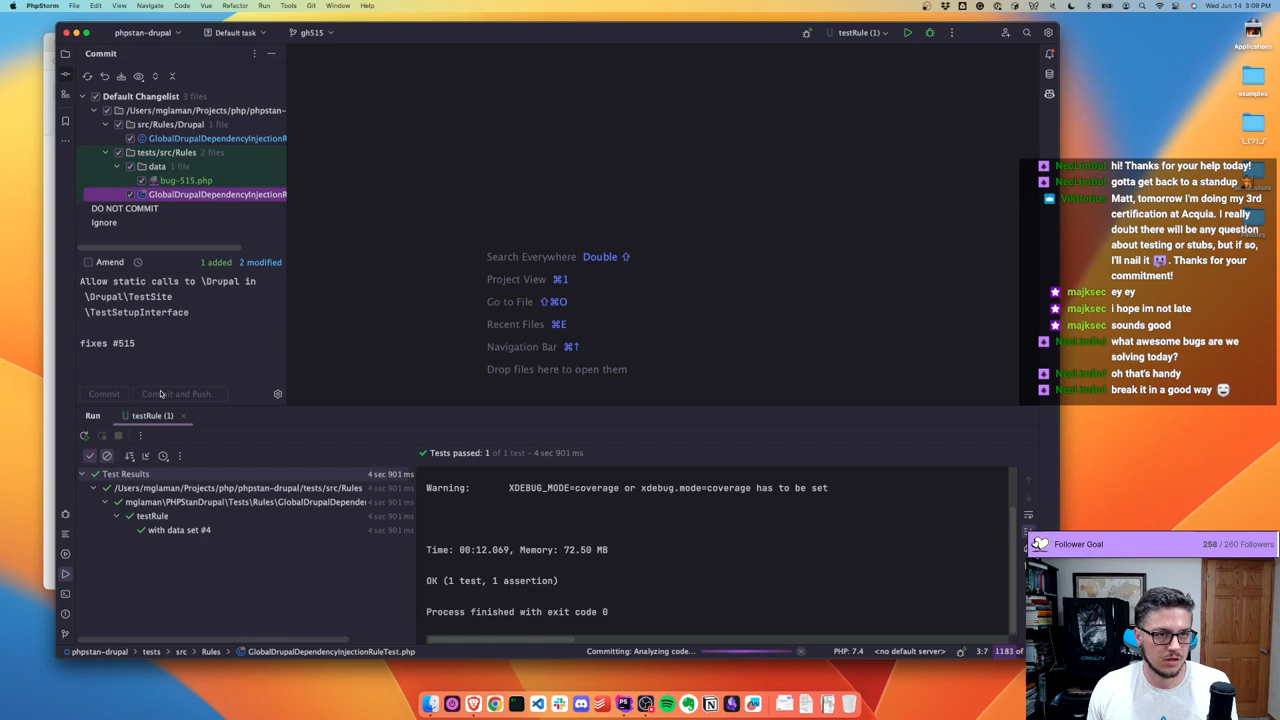 PhpStorm File Edit View Navigate Code Vue Refactor Run Tools Git Window Help
Wed Jun 14 3:09 PM
phpstan-drupal Default task gh515 testRule (1)
Commit
Default Changelist 3 files
/Users/mglaman/Projects/php/phpstan-
src/Rules/Drupal 1 file
GlobalDrupalDependencyInjectionR
tests/src/Rules 2 files
data 1 file
bug-515.php
GlobalDrupalDependencyInjectionR
DO NOT COMMIT
Ignore
Amend 1 added 2 modified
Allow static calls to \Drupal in
\Drupal\TestSite
\TestSetupInterface
fixes #515
Commit Commit and Push...
Search Everywhere Double ⇧
Project View ⌘1
Go to File ⇧⌘O
Recent Files ⌘E
Navigation Bar ⌘↑
Drop files here to open them
Applications
examples
hi! Thanks for your help today!
gotta get back to a standup
Viktorius Matt, tomorrow I'm doing my 3rd
certification at Acquia. I really
doubt there will be any question
about testing or stubs, but if so,
I'll nail it . Thanks for your
commitment!
majksec ey ey
majksec i hope im not late
majksec sounds good
what awesome bugs are we
solving today?
oh that's handy
break it in a good way
Run testRule (1)
Tests passed: 1 of 1 test – 4 sec 901 ms
Test Results 4 sec 901 ms
/Users/mglaman/Projects/php/phpstan-drupal/tests/src/Rules 4 sec 901 ms
mglaman\PHPStanDrupal\Tests\Rules\GlobalDrupalDepende 4 sec 901 ms
testRule 4 sec 901 ms
with data set #4 4 sec 901 ms
Warning: XDEBUG_MODE=coverage or xdebug.mode=coverage has to be set
Time: 00:12.069, Memory: 72.50 MB
OK (1 test, 1 assertion)
Process finished with exit code 0
Follower Goal 258 / 260 Followers
phpstan-drupal tests src Rules GlobalDrupalDependencyInjectionRuleTest.php Committing: Analyzing code... PHP: 7.4 <no default server> 3:7 1183 of